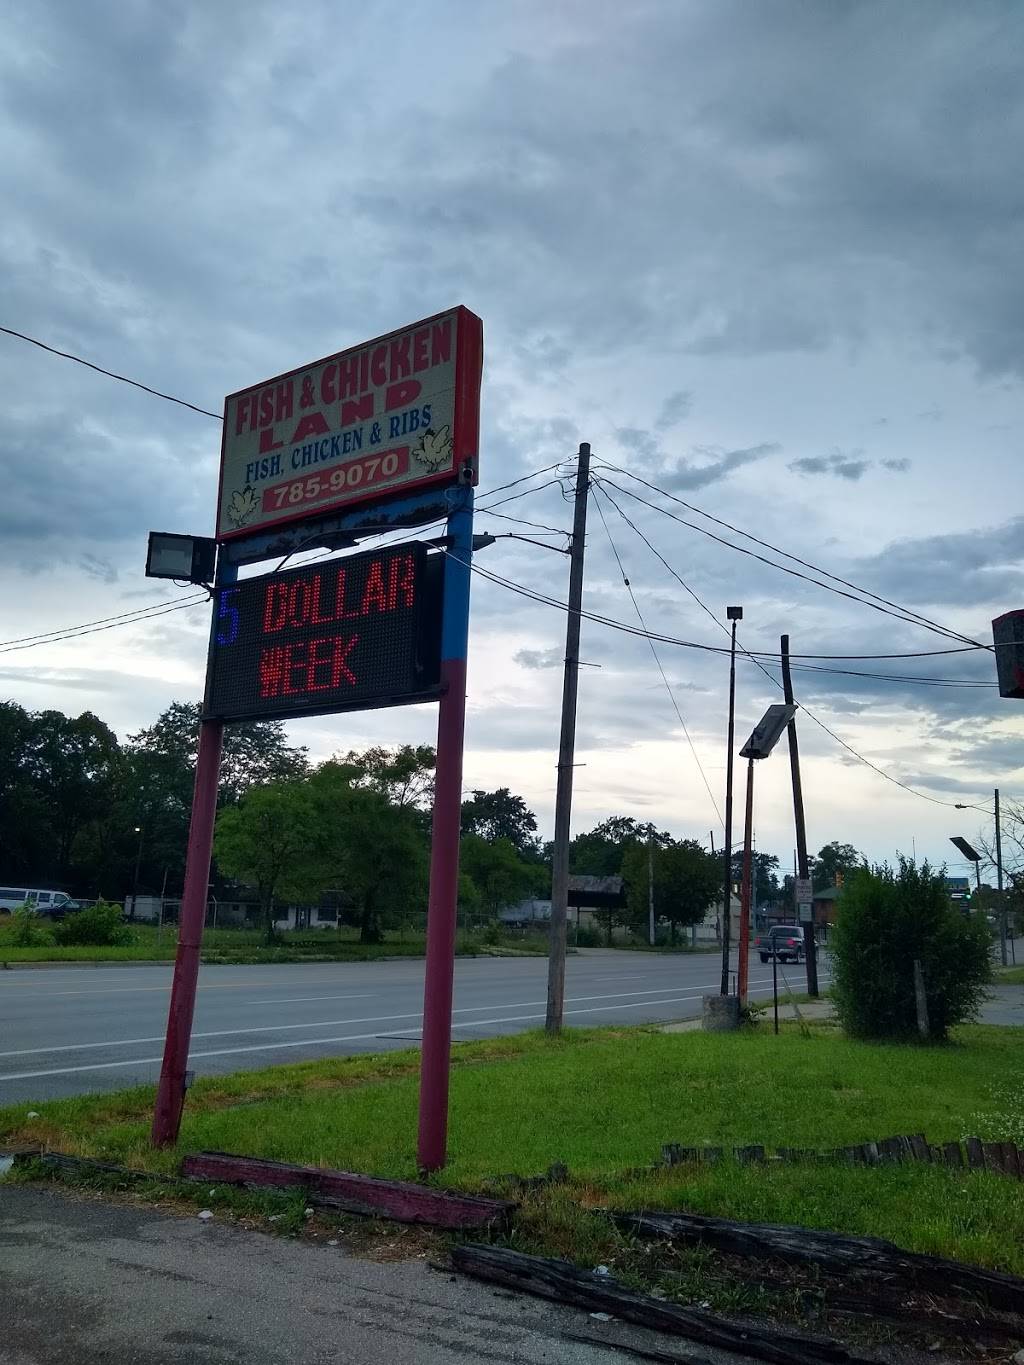 FISH & CHICKEN
LAND
FISH, CHICKEN & RIBS
785-9070
5 DOLLAR
WEEK